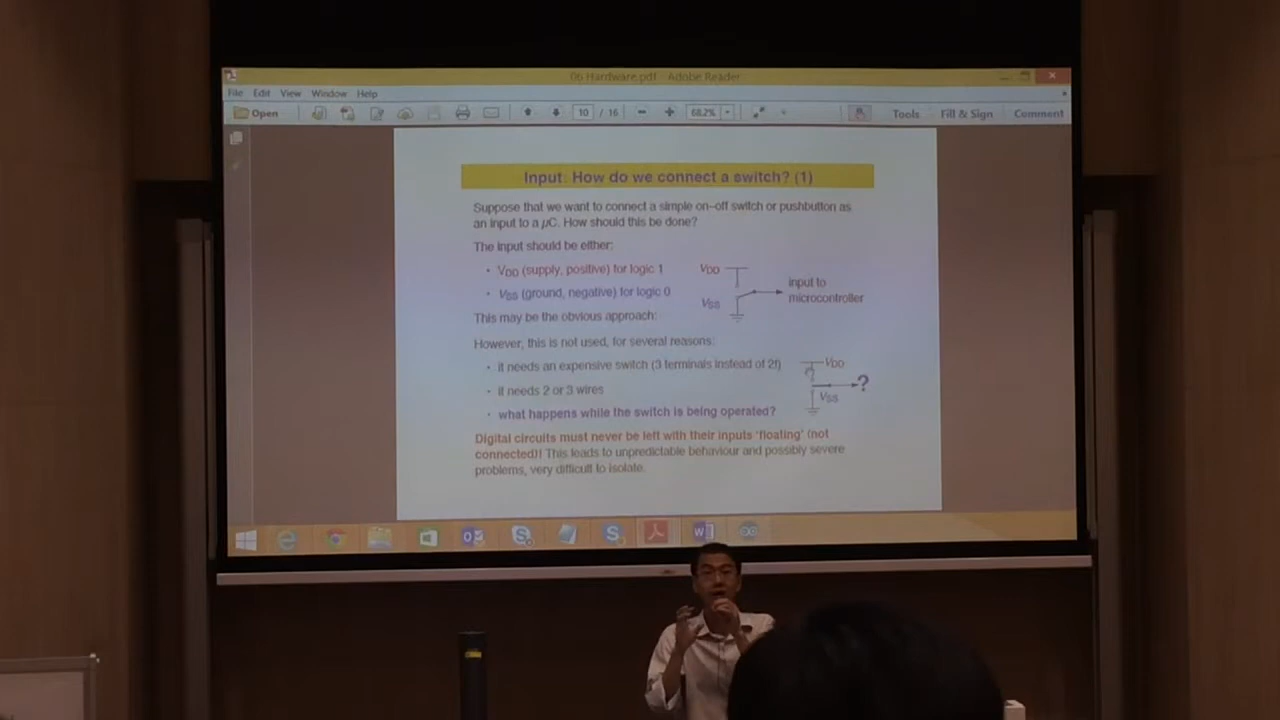 06 Hardware.pdf - Adobe Reader
File Edit View Window Help
Open 10 / 16 68.2% Tools Fill & Sign Comment
Input: How do we connect a switch? (1)
Suppose that we want to connect a simple on–off switch or pushbutton as
an input to a μC. How should this be done?
The input should be either:
• VDD (supply, positive) for logic 1
• VSS (ground, negative) for logic 0
VDD
VSS
input to
microcontroller
This may be the obvious approach:
However, this is not used, for several reasons:
• it needs an expensive switch (3 terminals instead of 2!)
• it needs 2 or 3 wires
• what happens while the switch is being operated?
VDD
?
VSS
Digital circuits must never be left with their inputs 'floating' (not
connected)! This leads to unpredictable behaviour and possibly severe
problems, very difficult to isolate.